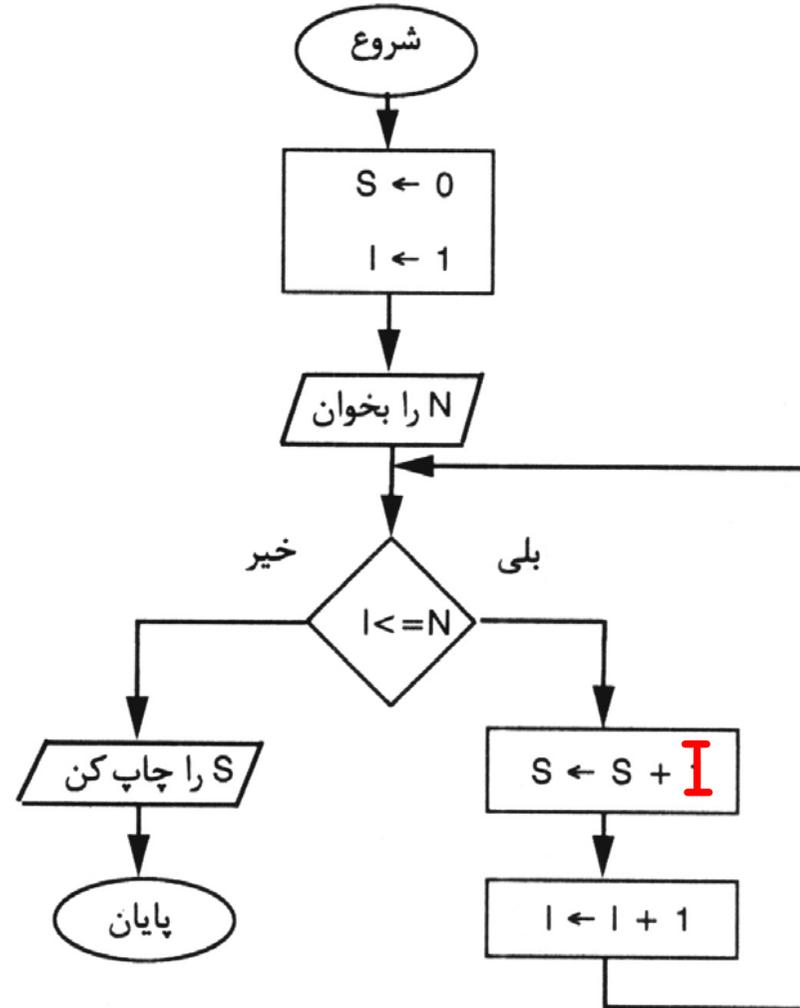 شروع
S ← 0
I ← 1
N را بخوان
خیر
بلی
I<=N
S را چاپ کن
S ← S + I
پایان
I ← I + 1